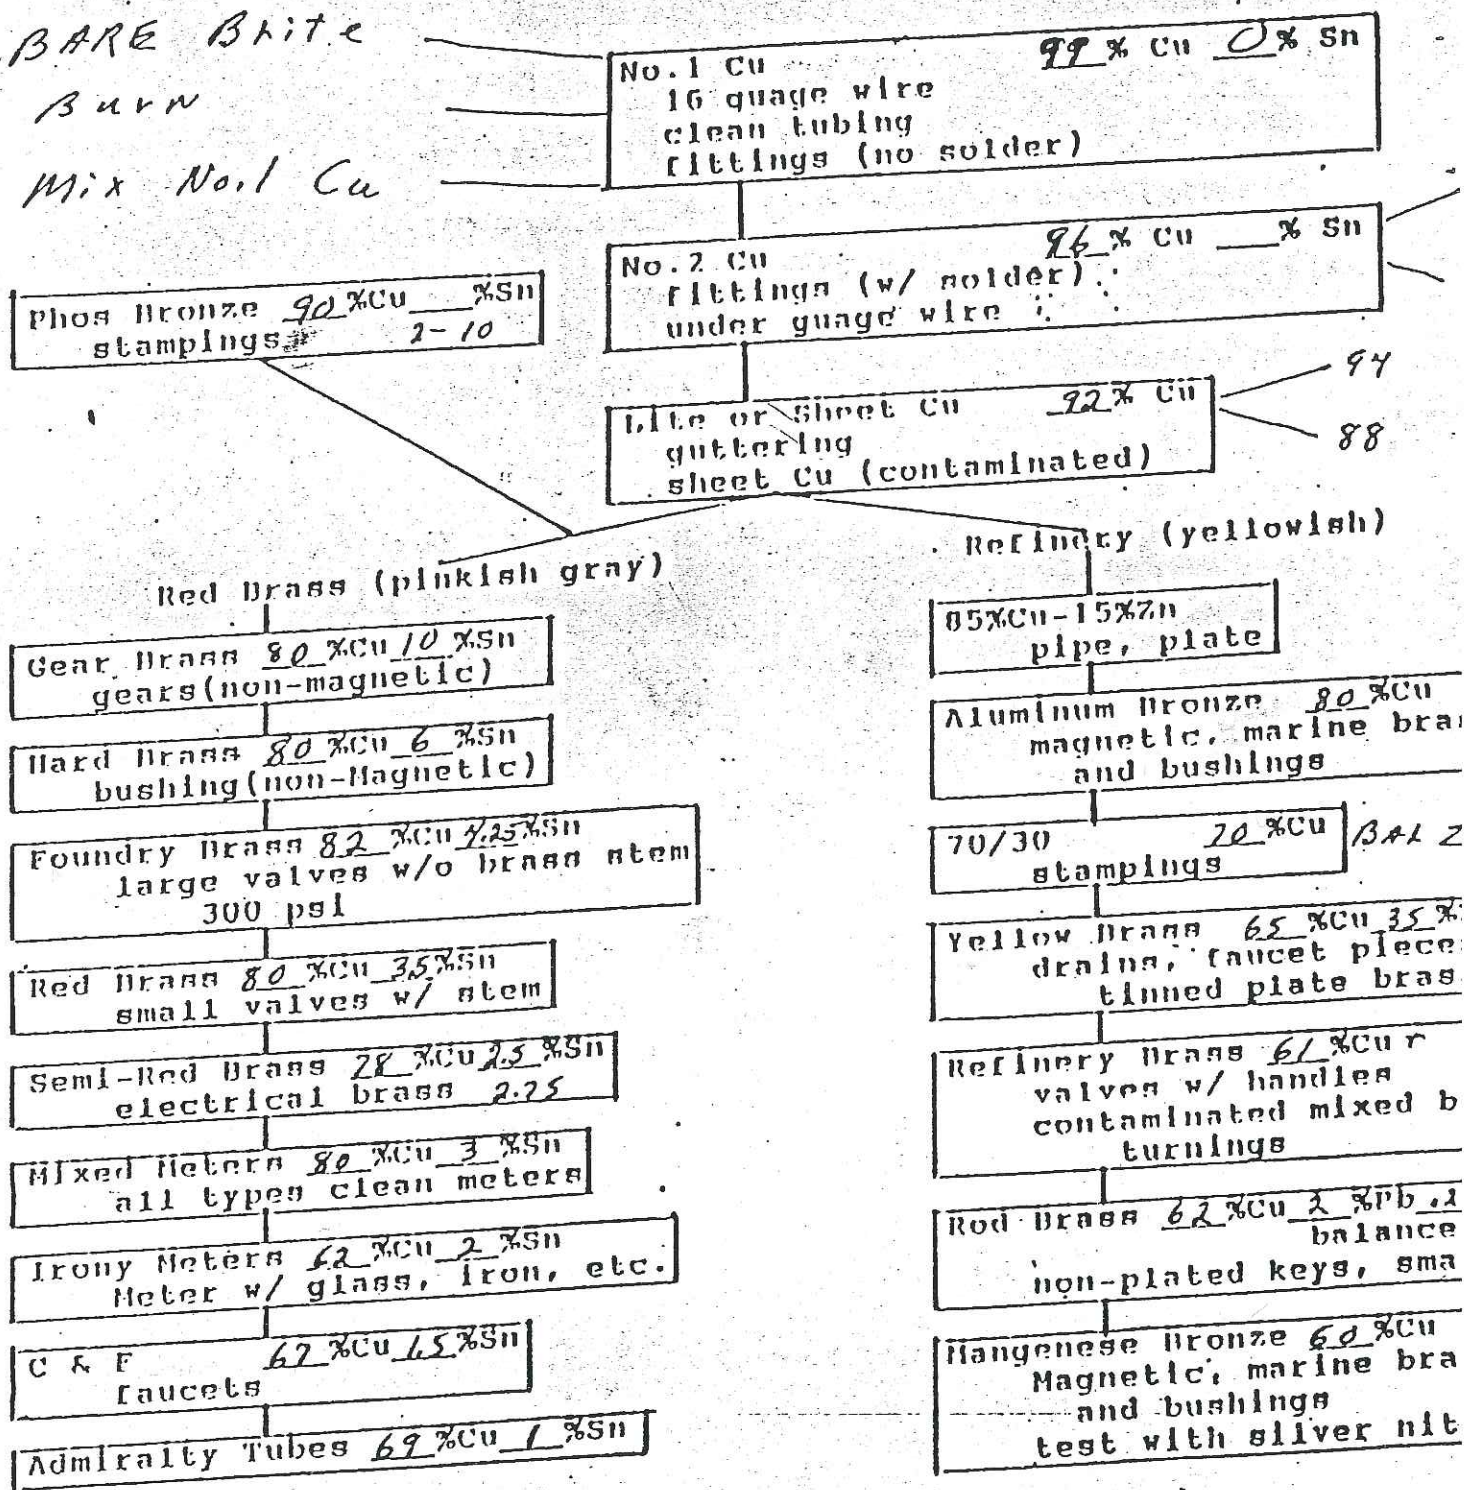 BARE Brite
Burn
Mix No.1 Cu
No.1 Cu 99 % Cu 0 % Sn
16 guage wire
clean tubing
fittings (no solder)
No.2 Cu 96 % Cu ___% Sn
fittings (w/ solder)
under guage wire
Phos Bronze 90 %Cu ___%Sn
stampings 2-10
Lite or Sheet Cu 92 % Cu
guttering
sheet Cu (contaminated)
94
88
Red Brass (pinkish gray)
Gear Brass 80 %Cu 10 %Sn
gears(non-magnetic)
Hard Brass 80 %Cu 6 %Sn
bushing(non-Magnetic)
Foundry Brass 82 %Cu 4.25%Sn
large valves w/o brass stem
300 psi
Red Brass 80 %Cu 3.5%Sn
small valves w/ stem
Semi-Red Brass 78 %Cu 2.5 %Sn
electrical brass 2.75
Mixed Meters 80 %Cu 3 %Sn
all types clean meters
Irony Meters 62 %Cu 2 %Sn
Meter w/ glass, iron, etc.
C & F 67 %Cu 1.5%Sn
faucets
Admiralty Tubes 69 %Cu 1 %Sn
Refinery (yellowish)
85%Cu-15%Zn
pipe, plate
Aluminum Bronze 80 %Cu
magnetic, marine bra
and bushings
70/30 70 %Cu
stampings
BAL Z
Yellow Brass 65 %Cu 35 %
drains, faucet piece
tinned plate bras
Refinery Brass 61 %Cu r
valves w/ handles
contaminated mixed b
turnings
Rod Brass 62 %Cu 2 %Pb
balance
non-plated keys, sma
Mangenese Bronze 60 %Cu
Magnetic, marine bra
and bushings
test with sliver nit